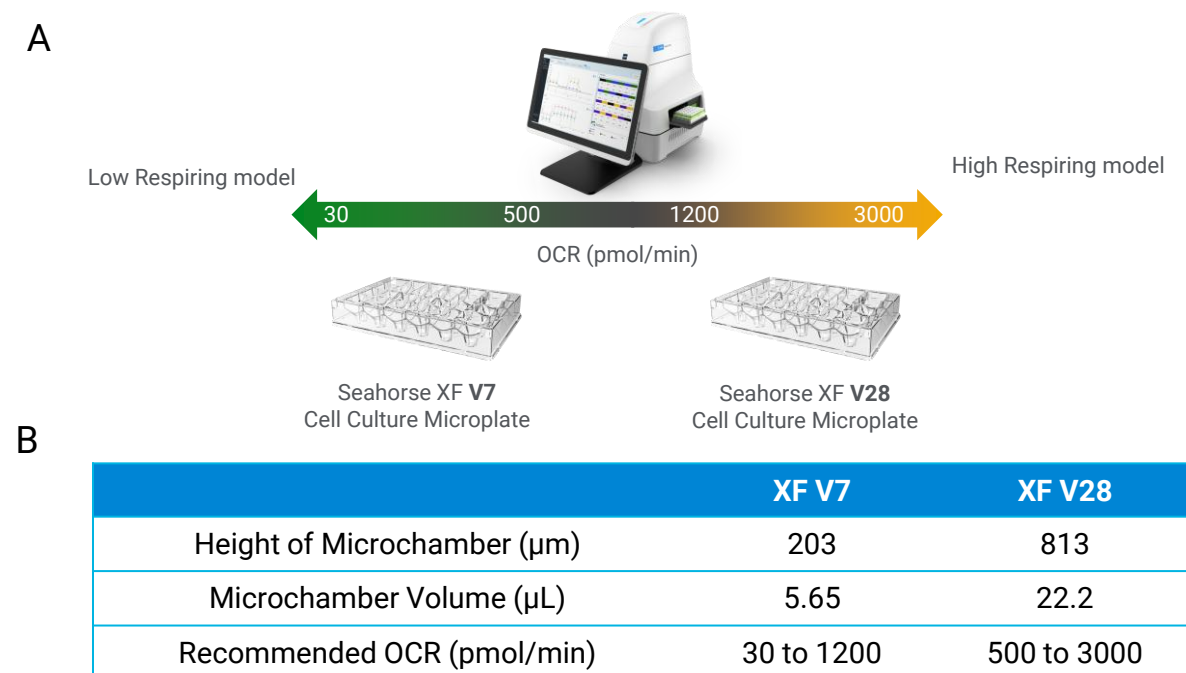 A
Low Respiring model
High Respiring model
30 500 1200 3000
OCR (pmol/min)
Seahorse XF V7
Cell Culture Microplate
Seahorse XF V28
Cell Culture Microplate
B
XF V7 XF V28
Height of Microchamber (µm) 203 813
Microchamber Volume (µL) 5.65 22.2
Recommended OCR (pmol/min) 30 to 1200 500 to 3000